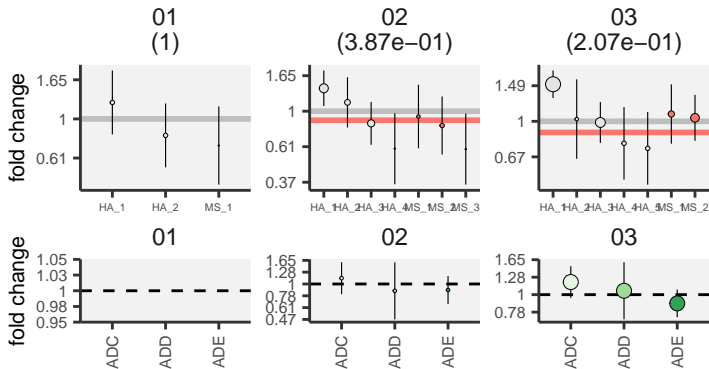 01 02 03
(1) (3.87e−01) (2.07e−01)
fold change
1.65
1
0.61
HA_1 HA_2 MS_1
1.65
1
0.61
0.37
HA_1 HA_2 HA_3 HA_4 MS_1 MS_2 MS_3
1.49
1
0.67
HA_1 HA_2 HA_3 HA_4 HA_5 MS_1 MS_2
01 02 03
fold change
1.05
1.03
1
0.98
0.95
ADC ADD ADE
1.65
1.28
1
0.78
0.61
0.47
ADC ADD ADE
1.65
1.28
1
0.78
ADC ADD ADE